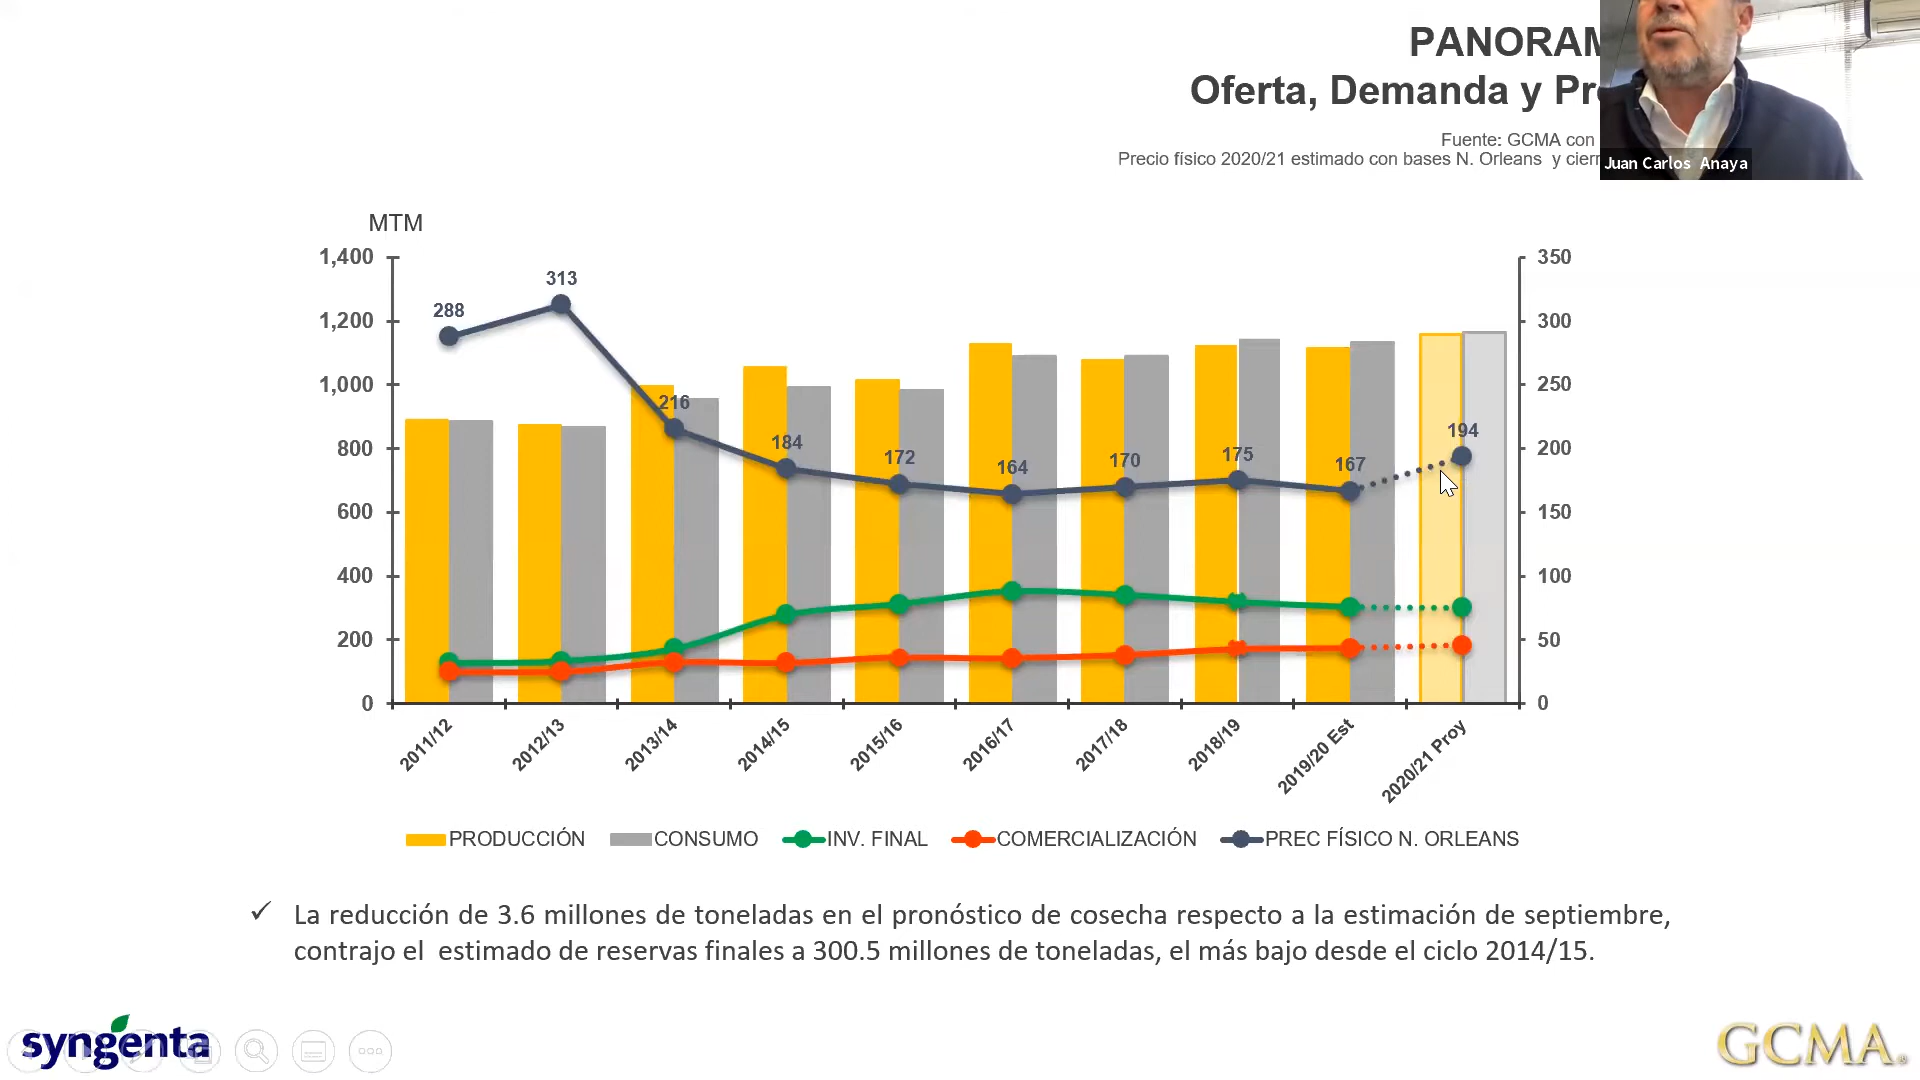 PANORAM
Oferta, Demanda y Pr
Fuente: GCMA con
Precio físico 2020/21 estimado con bases N. Orleans y cier
Juan Carlos Anaya
MTM
1,400
1,200
1,000
800
600
400
200
0
350
300
250
200
150
100
50
0
288
313
216
184
172
164
170
175
167
194
2011/12
2012/13
2013/14
2014/15
2015/16
2016/17
2017/18
2018/19
2019/20 Est
2020/21 Proy
PRODUCCIÓN
CONSUMO
INV. FINAL
COMERCIALIZACIÓN
PREC FÍSICO N. ORLEANS
✓ La reducción de 3.6 millones de toneladas en el pronóstico de cosecha respecto a la estimación de septiembre,
contrajo el estimado de reservas finales a 300.5 millones de toneladas, el más bajo desde el ciclo 2014/15.
syngenta
GCMA